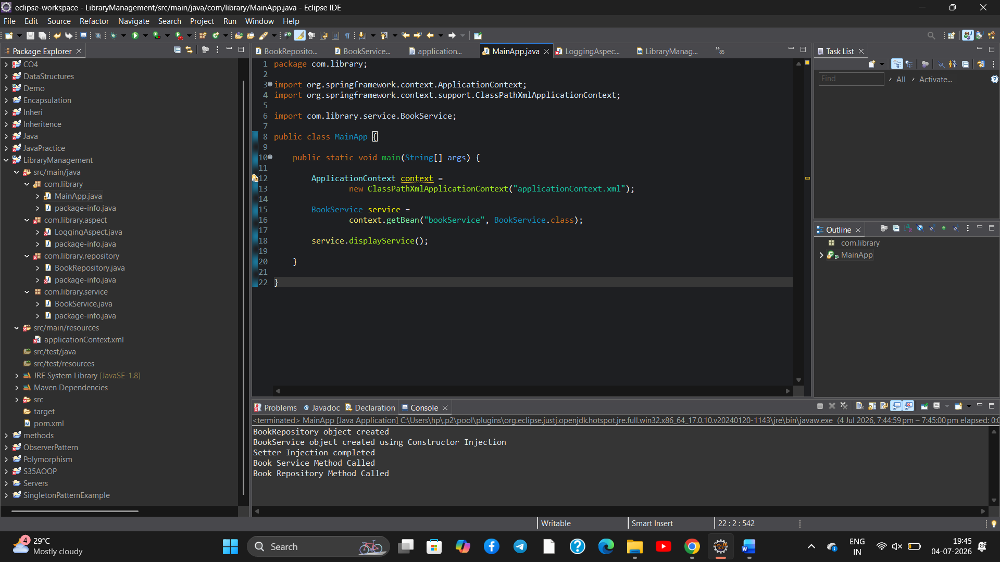 eclipse-workspace - LibraryManagement/src/main/java/com/library/MainApp.java - Eclipse IDE
File Edit Source Refactor Navigate Search Project Run Window Help
Package Explorer
CO4
DataStructures
Demo
Encapsulation
Inheri
Inheritence
Java
JavaPractice
LibraryManagement
src/main/java
com.library
MainApp.java
package-info.java
com.library.aspect
LoggingAspect.java
package-info.java
com.library.repository
BookRepository.java
package-info.java
com.library.service
BookService.java
package-info.java
src/main/resources
applicationContext.xml
src/test/java
src/test/resources
JRE System Library [JavaSE-1.8]
Maven Dependencies
src
target
pom.xml
methods
ObserverPattern
Polymorphism
S35AOOP
Servers
SingletonPatternExample
BookReposito... BookService... application... MainApp.java LoggingAspec... LibraryManag... »85
1 package com.library;
2
3 import org.springframework.context.ApplicationContext;
4 import org.springframework.context.support.ClassPathXmlApplicationContext;
5
6 import com.library.service.BookService;
7
8 public class MainApp {
9
10 public static void main(String[] args) {
11
12 ApplicationContext context =
13 new ClassPathXmlApplicationContext("applicationContext.xml");
14
15 BookService service =
16 context.getBean("bookService", BookService.class);
17
18 service.displayService();
19
20 }
21
22 }
Task List
Find All Activate...
Outline
com.library
MainApp
Problems Javadoc Declaration Console
<terminated> MainApp [Java Application] C:\Users\hp\.p2\pool\plugins\org.eclipse.justj.openjdk.hotspot.jre.full.win32.x86_64_17.0.10.v20240120-1143\jre\bin\javaw.exe (4 Jul 2026, 7:44:59 pm – 7:45:00 pm elapsed: 0:0
BookRepository object created
BookService object created using Constructor Injection
Setter Injection completed
Book Service Method Called
Book Repository Method Called
Writable Smart Insert 22 : 2 : 542
4
29°C
Mostly cloudy
Search
ENG
IN
19:45
04-07-2026